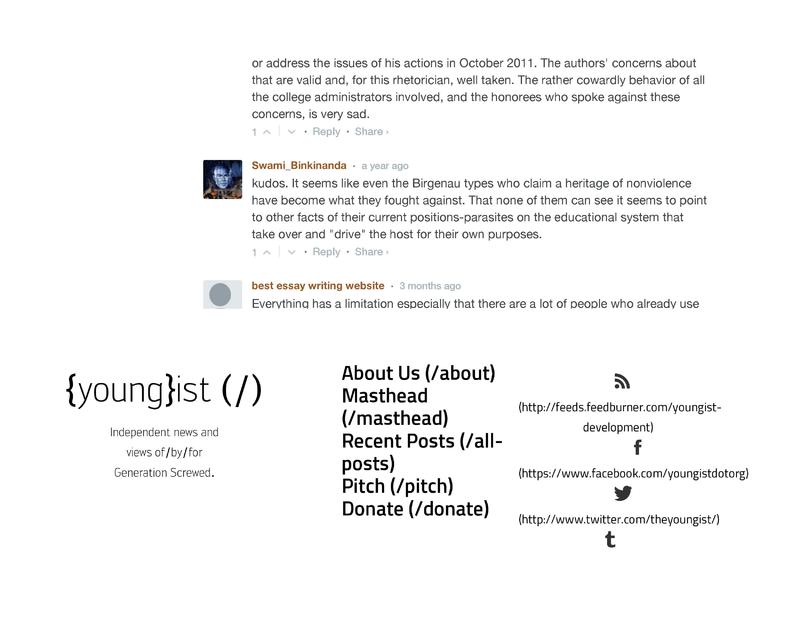 or address the issues of his actions in October 2011. The authors' concerns about
that are valid and, for this rhetorician, well taken. The rather cowardly behavior of all
the college administrators involved, and the honorees who spoke against these
concerns, is very sad.
1 • Reply • Share ›
Swami_Binkinanda • a year ago
kudos. It seems like even the Birgenau types who claim a heritage of nonviolence
have become what they fought against. That none of them can see it seems to point
to other facts of their current positions-parasites on the educational system that
take over and "drive" the host for their own purposes.
1 • Reply • Share ›
best essay writing website • 3 months ago
Everything has a limitation especially that there are a lot of people who already use
{young}ist (/)
Independent news and
views of/by/for
Generation Screwed.
About Us (/about)
Masthead
(/masthead)
Recent Posts (/all-
posts)
Pitch (/pitch)
Donate (/donate)
(http://feeds.feedburner.com/youngist-
development)
f
(https://www.facebook.com/youngistdotorg)
(http://www.twitter.com/theyoungist/)
t